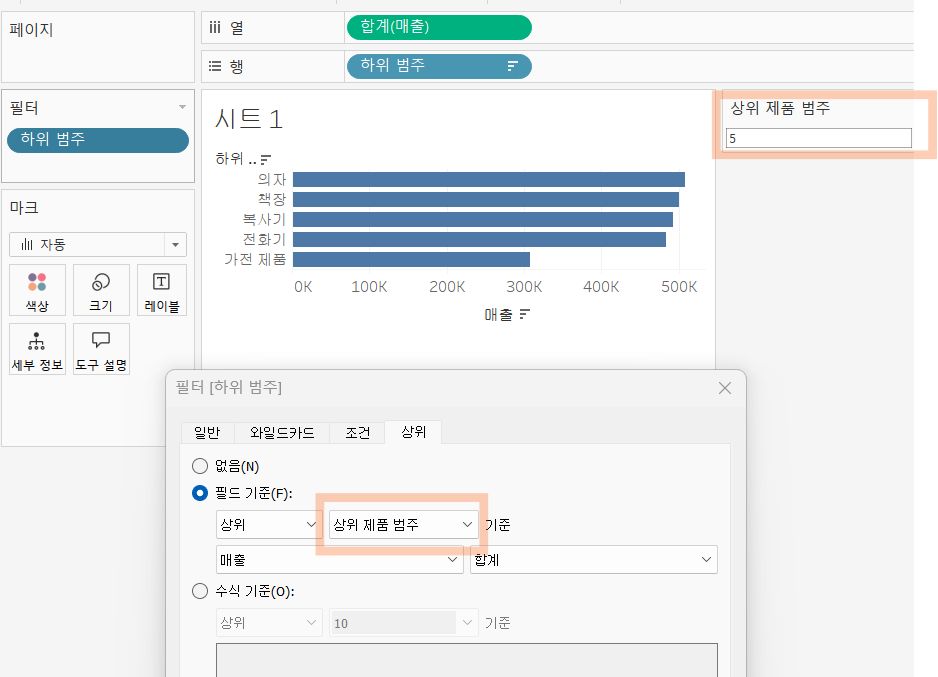 페이지
iii 열
합계(매출)
행
하위 범주
필터
하위 범주
마크
자동
색상
크기
레이블
세부 정보
도구 설명
시트 1
하위 ..
의자
책장
복사기
전화기
가전 제품
0K 100K 200K 300K 400K 500K
매출
상위 제품 범주
5
필터 [하위 범주]
일반 와일드카드 조건 상위
없음(N)
필드 기준(F):
상위 상위 제품 범주 기준
매출 합계
수식 기준(O):
상위 10 기준